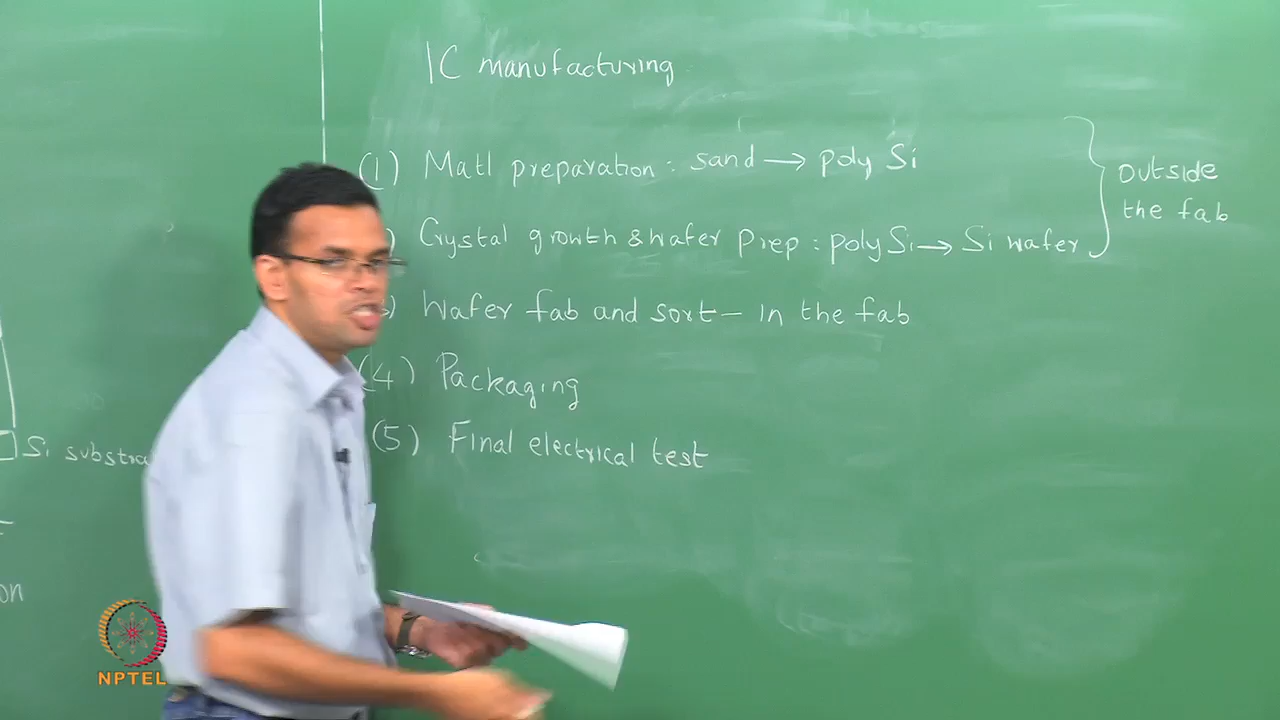 IC manufacturing
(1) Matl preparation: sand → poly Si
) Crystal growth & Wafer Prep: poly Si → Si wafer
) Wafer fab and sort – in the fab
(4) Packaging
(5) Final electrical test
outside
the fab
Si substra
on
NPTEL